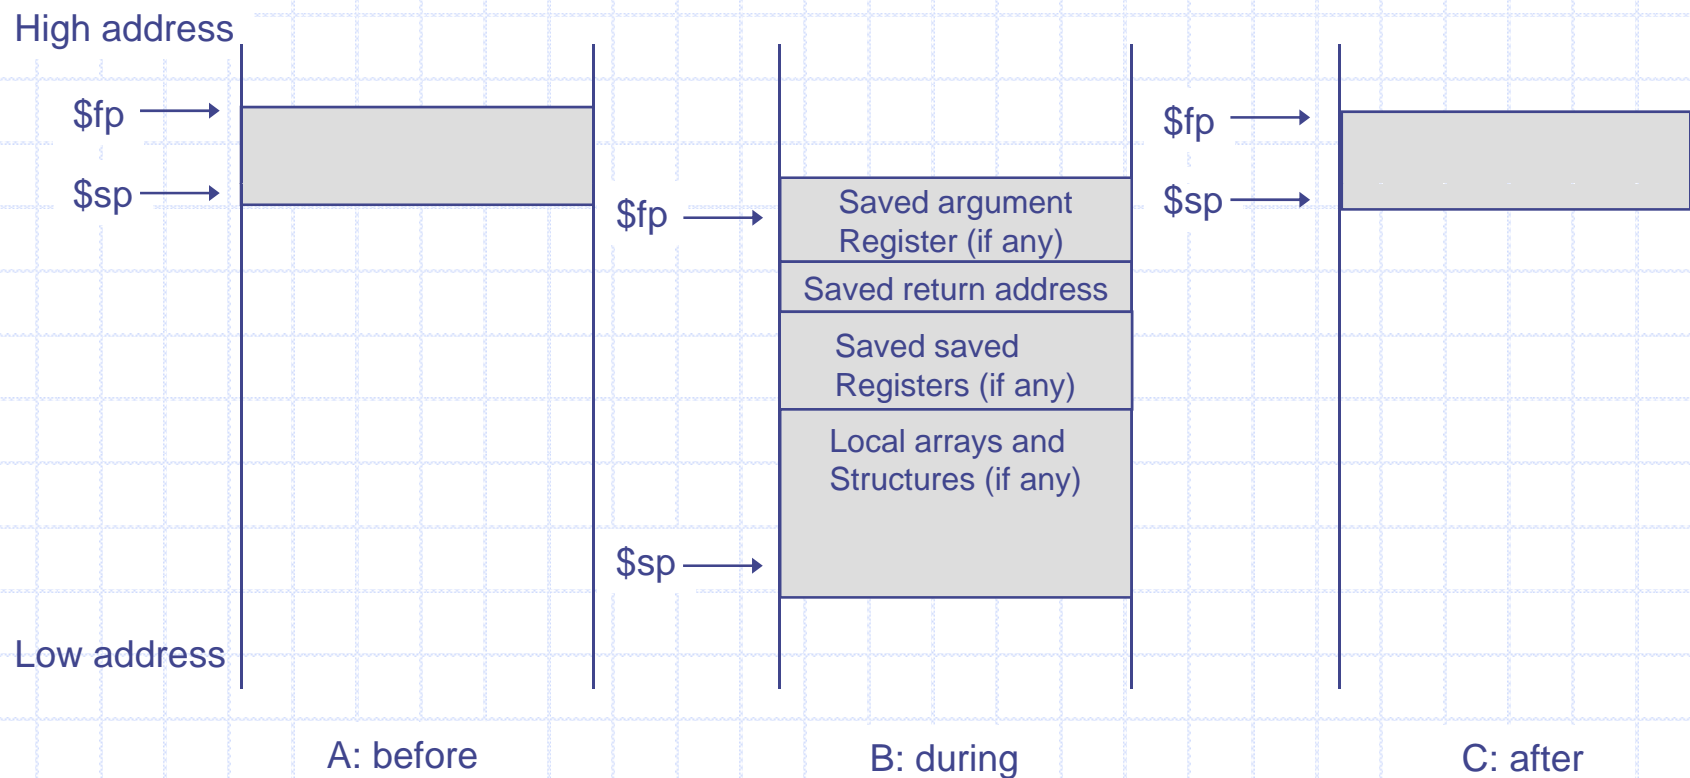 High address
$fp
$sp
$fp
Saved argument
Register (if any)
Saved return address
Saved saved
Registers (if any)
Local arrays and
Structures (if any)
$sp
$fp
$sp
Low address
A: before
B: during
C: after